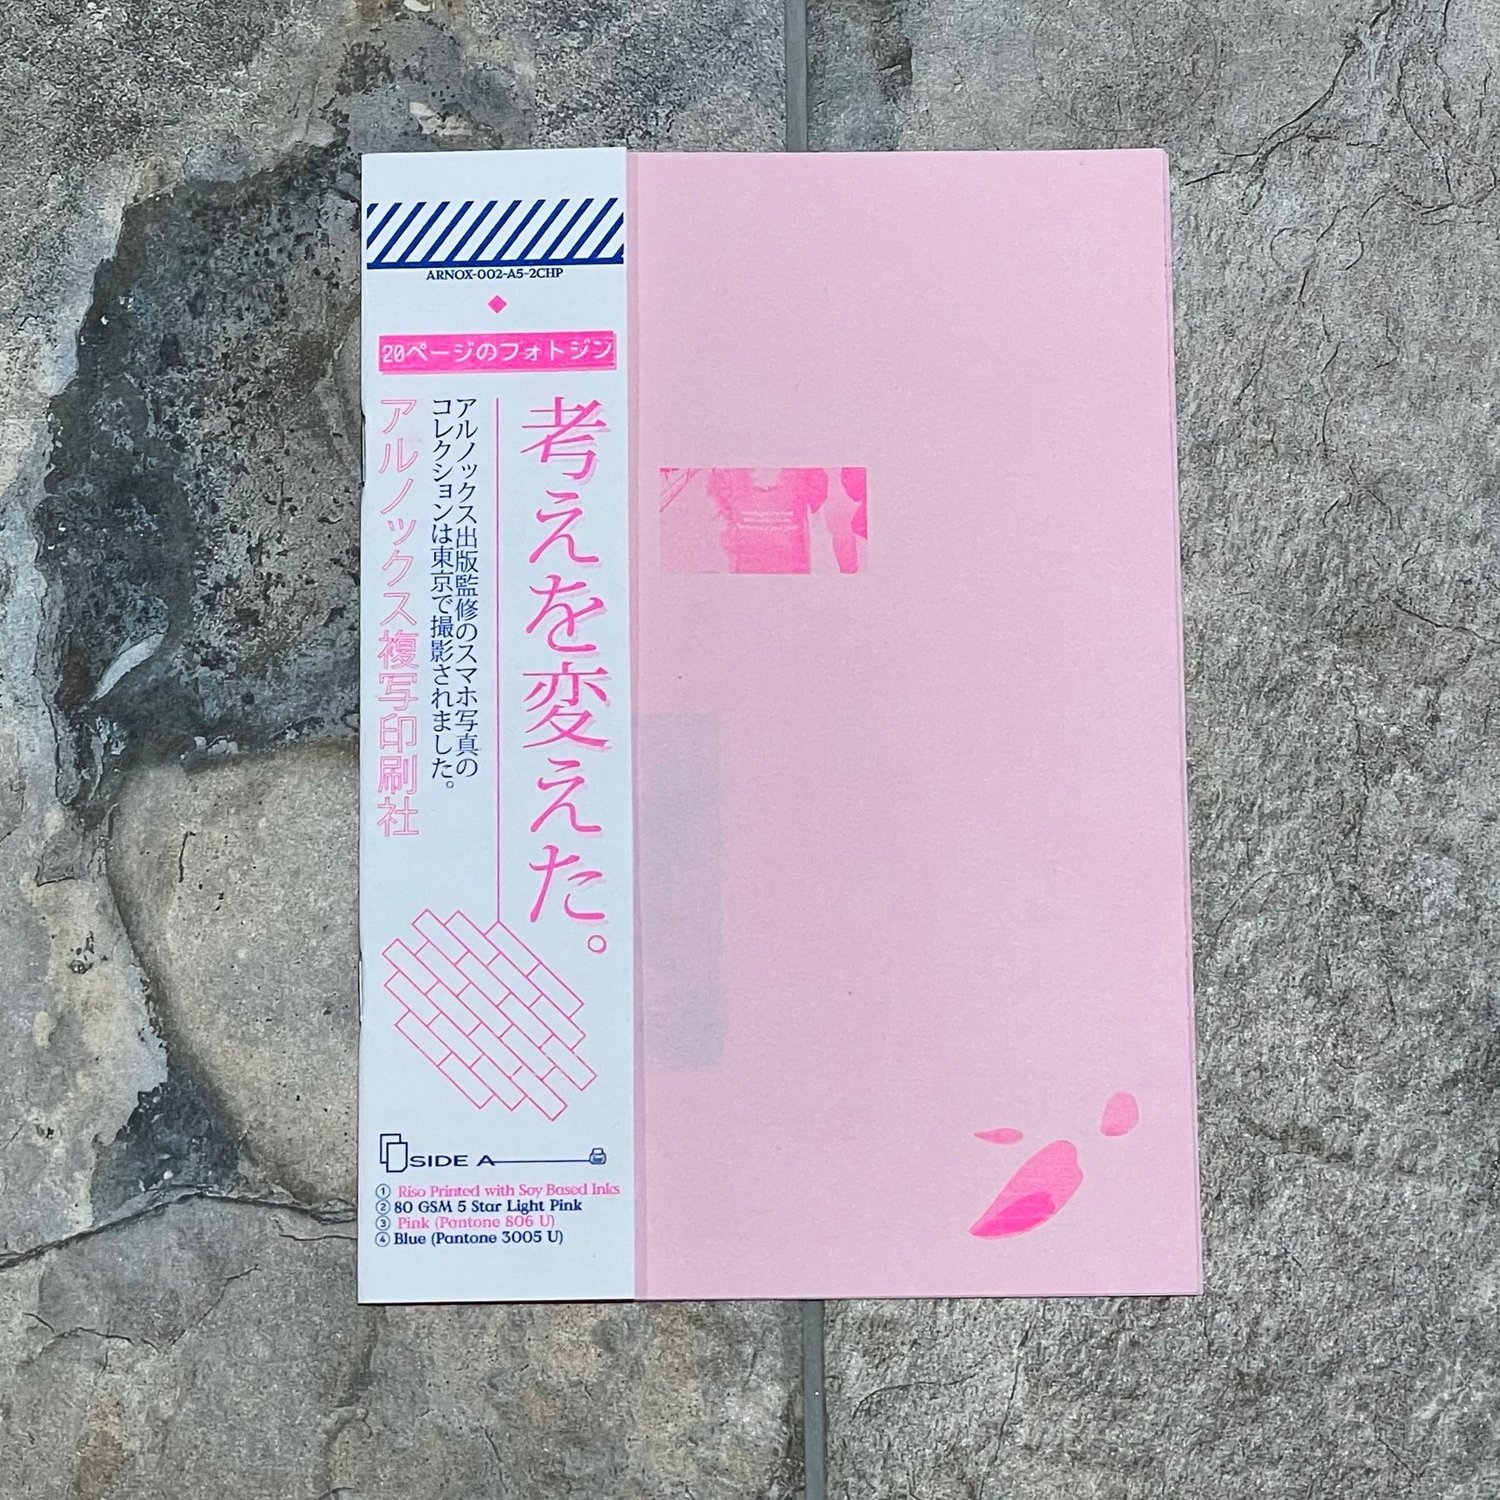 ARNOX-002-A5-2CHP
20ページのフォトジン
考えを変えた。
アルノックス出版監修のスマホ写真の
コレクションは東京で撮影されました。
アルノックス複写印刷社
SIDE A
① Riso Printed with Soy Based Inks
② 80 GSM 5 Star Light Pink
③ Pink (Pantone 806 U)
④ Blue (Pantone 3005 U)